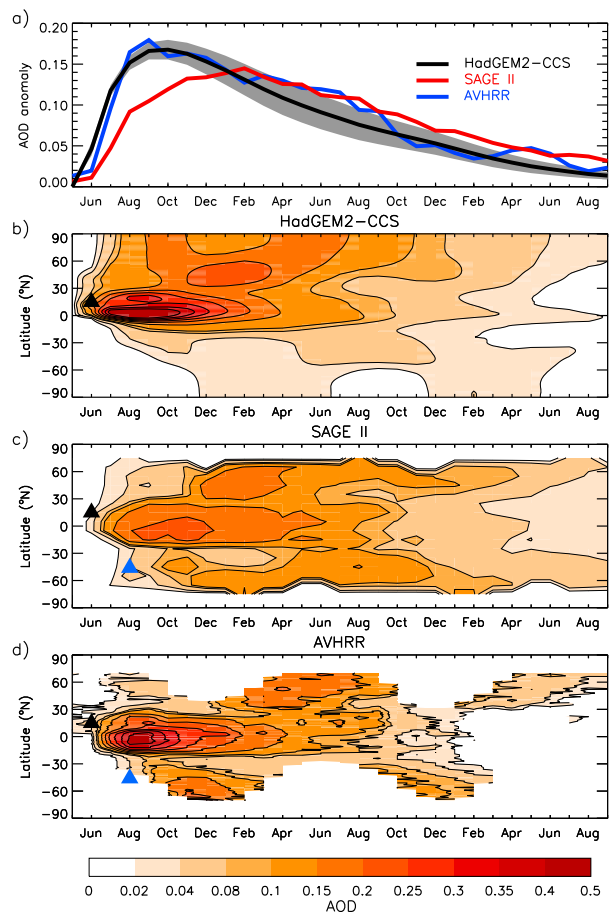 a)
0.20
0.15
0.10
0.05
0.00
AOD anomaly
HadGEM2−CCS
SAGE II
AVHRR
Jun Aug Oct Dec Feb Apr Jun Aug Oct Dec Feb Apr Jun Aug
HadGEM2−CCS
b)
90
60
30
0
−30
−60
−90
Latitude (°N)
Jun Aug Oct Dec Feb Apr Jun Aug Oct Dec Feb Apr Jun Aug
SAGE II
c)
90
60
30
0
−30
−60
−90
Latitude (°N)
Jun Aug Oct Dec Feb Apr Jun Aug Oct Dec Feb Apr Jun Aug
AVHRR
d)
90
60
30
0
−30
−60
−90
Latitude (°N)
Jun Aug Oct Dec Feb Apr Jun Aug Oct Dec Feb Apr Jun Aug
0 0.02 0.04 0.08 0.1 0.15 0.20 0.25 0.3 0.35 0.4 0.5
AOD